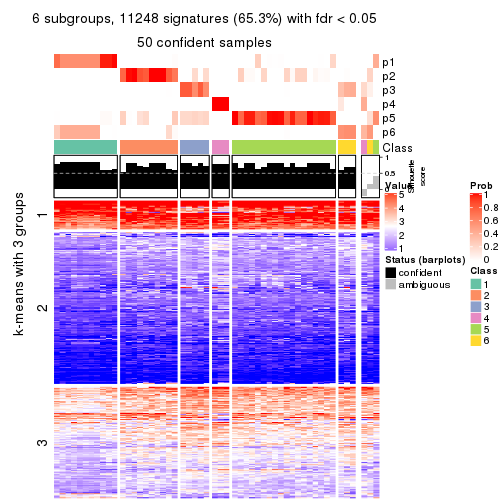 6 subgroups, 11248 signatures (65.3%) with fdr < 0.05
50 confident samples
p1
p2
p3
p4
p5
p6
Class
1
0.5
0
Silhouette
score
k-means with 3 groups
1
2
3
Value
5
4
3
2
1
Status (barplots)
confident
ambiguous
Prob
1
0.8
0.6
0.4
0.2
0
Class
1
2
3
4
5
6